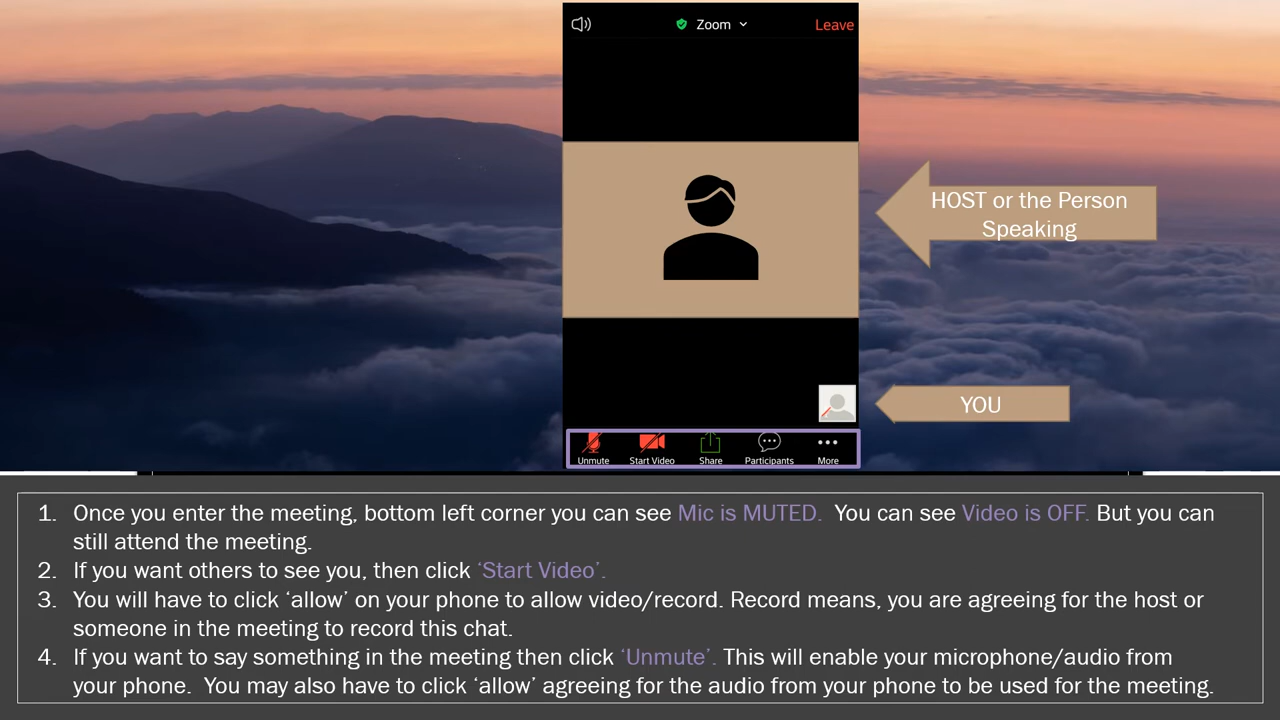 Zoom
Leave
HOST or the Person
Speaking
YOU
Unmute
Start Video
Share
Participants
More
1. Once you enter the meeting, bottom left corner you can see Mic is MUTED.  You can see Video is OFF. But you can
still attend the meeting.
2. If you want others to see you, then click ‘Start Video’.
3. You will have to click ‘allow’ on your phone to allow video/record. Record means, you are agreeing for the host or
someone in the meeting to record this chat.
4. If you want to say something in the meeting then click ‘Unmute’. This will enable your microphone/audio from
your phone.  You may also have to click ‘allow’ agreeing for the audio from your phone to be used for the meeting.